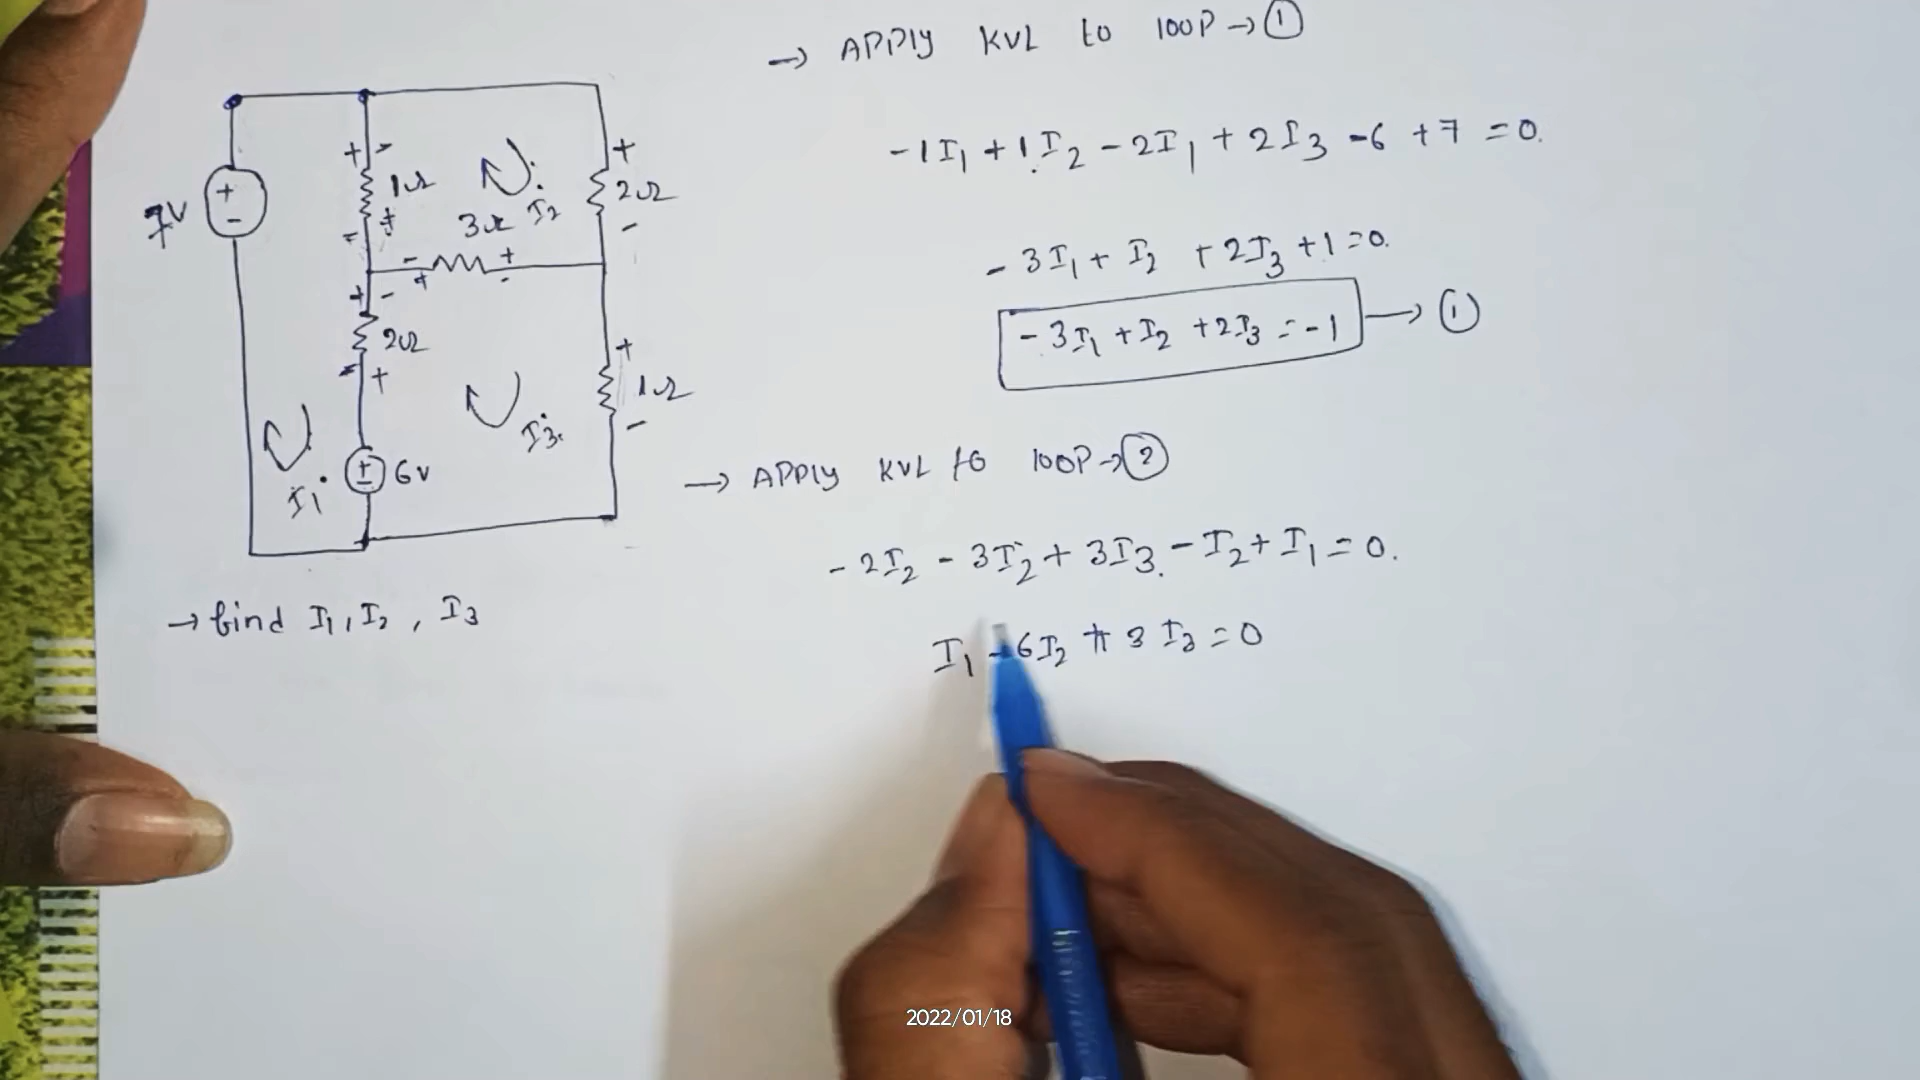 → APPLY KVL to LOOP → ①
-1I₁ + 1I₂ - 2I₁ + 2I₃ - 6 + 7 = 0.
- 3I₁ + I₂ + 2I₃ + 1 = 0.
- 3I₁ + I₂ + 2I₃ = -1 → ①
→ APPLY KVL to LOOP → ②
- 2I₂ - 3I₂ + 3I₃ - I₂ + I₁ = 0.
I₁ - 6I₂ + 3I₃ = 0
7V + -
+ - 1Ω - +
I₂
+ 2Ω -
3Ω - + + -
+ - 2Ω - +
I₃
+ 1Ω -
I₁
+ - 6V
→ find I₁, I₂, I₃
2022/01/18